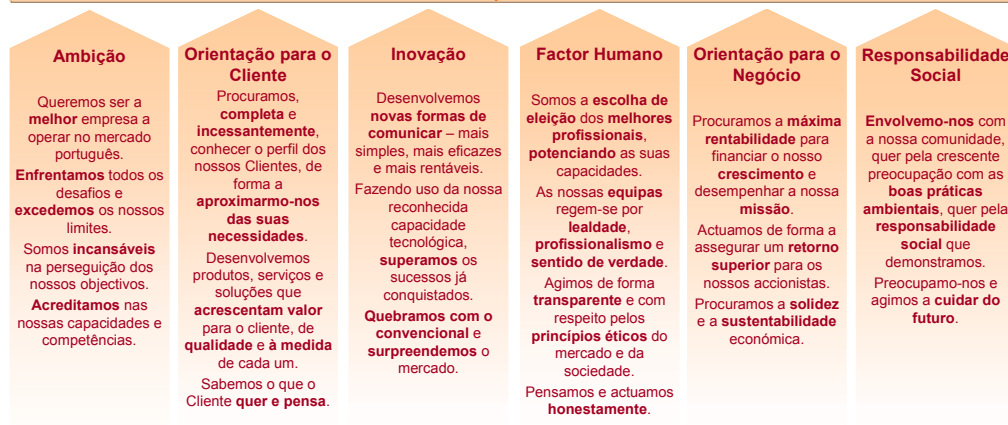 Ambição
Queremos ser a
melhor empresa a
operar no mercado
português.
Enfrentamos todos os
desafios e
excedemos os nossos
limites.
Somos incansáveis
na perseguição dos
nossos objectivos.
Acreditamos nas
nossas capacidades e
competências.
Orientação para o
Cliente
Procuramos,
completa e
incessantemente,
conhecer o perfil dos
nossos Clientes, de
forma a
aproximarmo-nos
das suas
necessidades.
Desenvolvemos
produtos, serviços e
soluções que
acrescentam valor
para o cliente, de
qualidade e à medida
de cada um.
Sabemos o que o
Cliente quer e pensa.
Inovação
Desenvolvemos
novas formas de
comunicar – mais
simples, mais eficazes
e mais rentáveis.
Fazendo uso da nossa
reconhecida
capacidade
tecnológica,
superamos os
sucessos já
conquistados.
Quebramos com o
convencional e
surpreendemos o
mercado.
Factor Humano
Somos a escolha de
eleição dos melhores
profissionais,
potenciando as suas
capacidades.
As nossas equipas
regem-se por
lealdade,
profissionalismo e
sentido de verdade.
Agimos de forma
transparente e com
respeito pelos
princípios éticos do
mercado e da
sociedade.
Pensamos e actuamos
honestamente.
Orientação para o
Negócio
Procuramos a máxima
rentabilidade para
financiar o nosso
crescimento e
desempenhar a nossa
missão.
Actuamos de forma a
assegurar um retorno
superior para os
nossos accionistas.
Procuramos a solidez
e a sustentabilidade
económica.
Responsabilidade
Social
Envolvemo-nos com
a nossa comunidade,
quer pela crescente
preocupação com as
boas práticas
ambientais, quer pela
responsabilidade
social que
demonstramos.
Preocupamo-nos e
agimos a cuidar do
futuro.